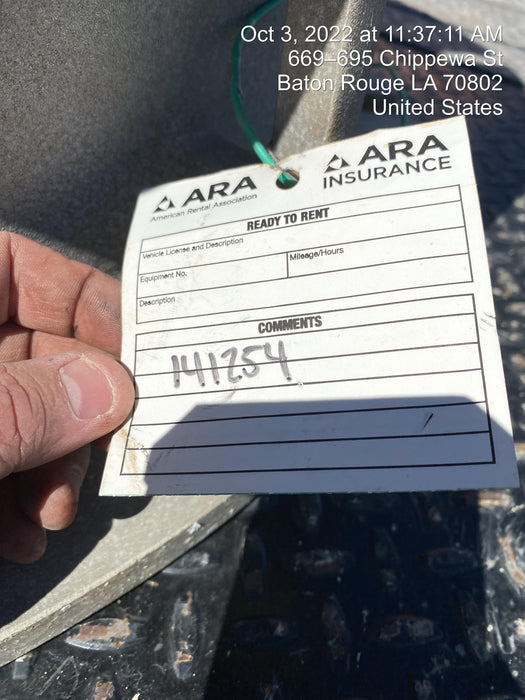 Oct 3, 2022 at 11:37:11 AM
669–695 Chippewa St
Baton Rouge LA 70802
United States
ARA
American Rental Association
ARA
INSURANCE
READY TO RENT
Vehicle License and Description
Equipment No.
Mileage/Hours
Description
COMMENTS
141254